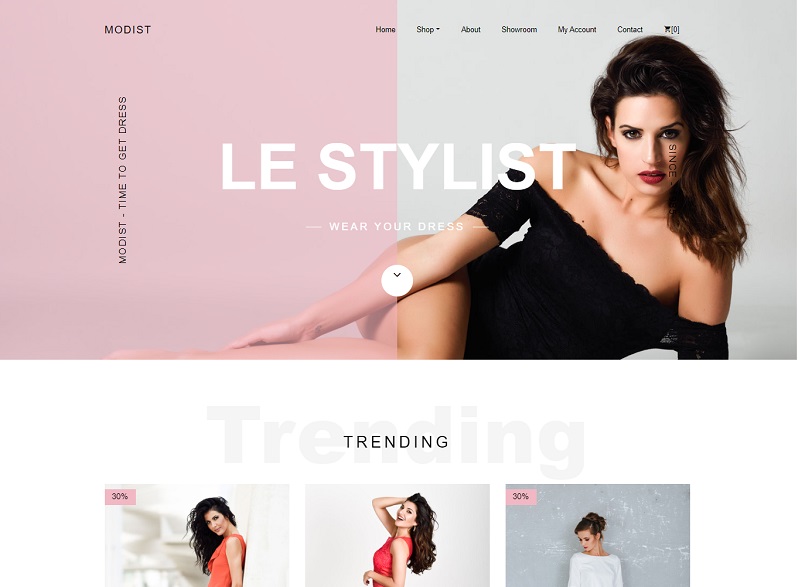 MODIST
Home Shop About Showroom My Account Contact [0]
MODIST - TIME TO GET DRESS
SINCE
LE STYLIST
WEAR YOUR DRESS
Trending
TRENDING
30%
30%